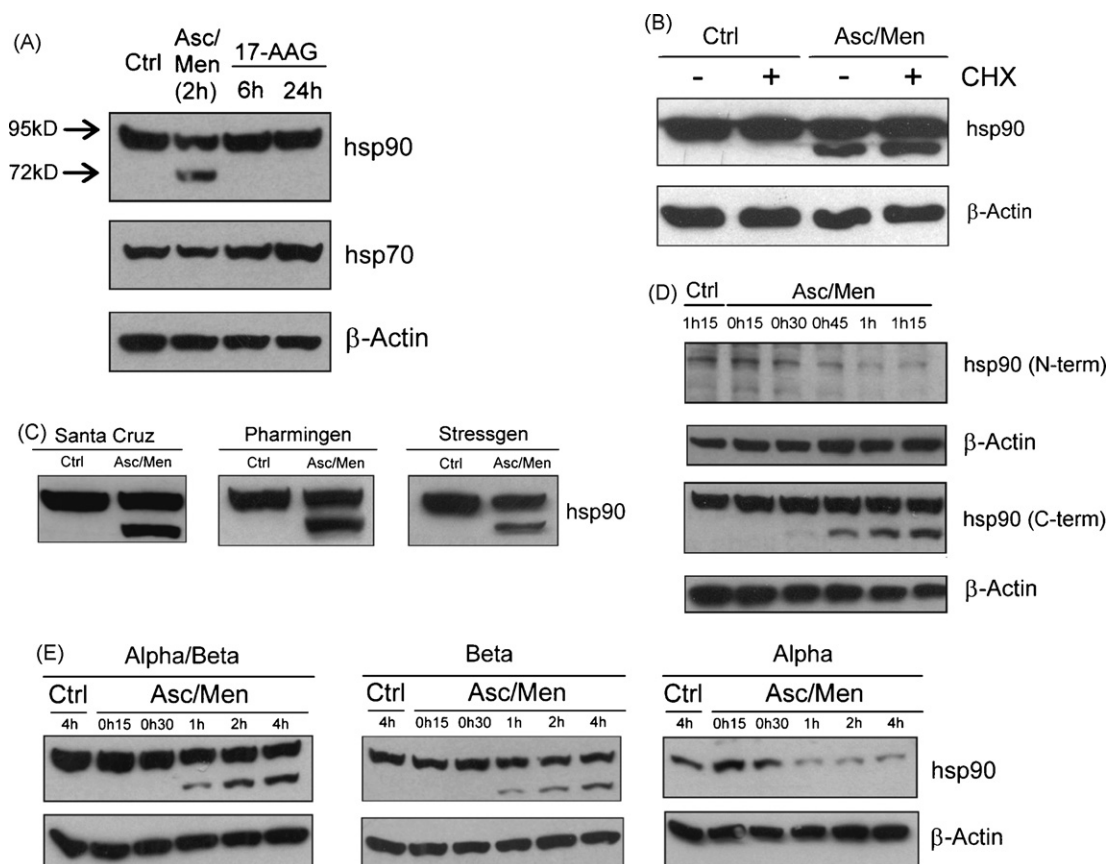 (A)
Ctrl Asc/Men (2h) 17-AAG
6h 24h
95kD
72kD
hsp90
hsp70
β-Actin
(B)
Ctrl Asc/Men
- + - + CHX
hsp90
β-Actin
(C)
Santa Cruz Pharmingen Stressgen
Ctrl Asc/Men Ctrl Asc/Men Ctrl Asc/Men
hsp90
(D)
Ctrl Asc/Men
1h15 0h15 0h30 0h45 1h 1h15
hsp90 (N-term)
β-Actin
hsp90 (C-term)
β-Actin
(E)
Alpha/Beta Beta Alpha
Ctrl Asc/Men Ctrl Asc/Men Ctrl Asc/Men
4h 0h15 0h30 1h 2h 4h 4h 0h15 0h30 1h 2h 4h 4h 0h15 0h30 1h 2h 4h
hsp90
β-Actin